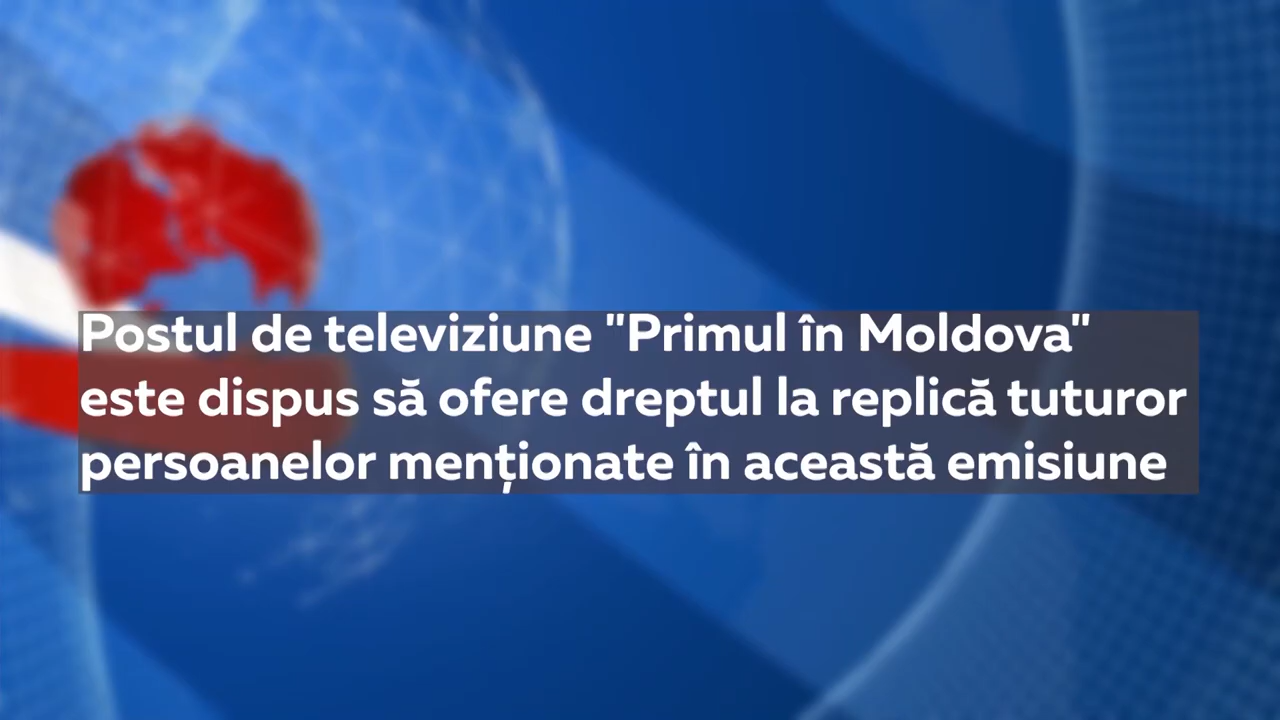 Postul de televiziune "Primul în Moldova"
este dispus să ofere dreptul la replică tuturor
persoanelor menționate în această emisiune